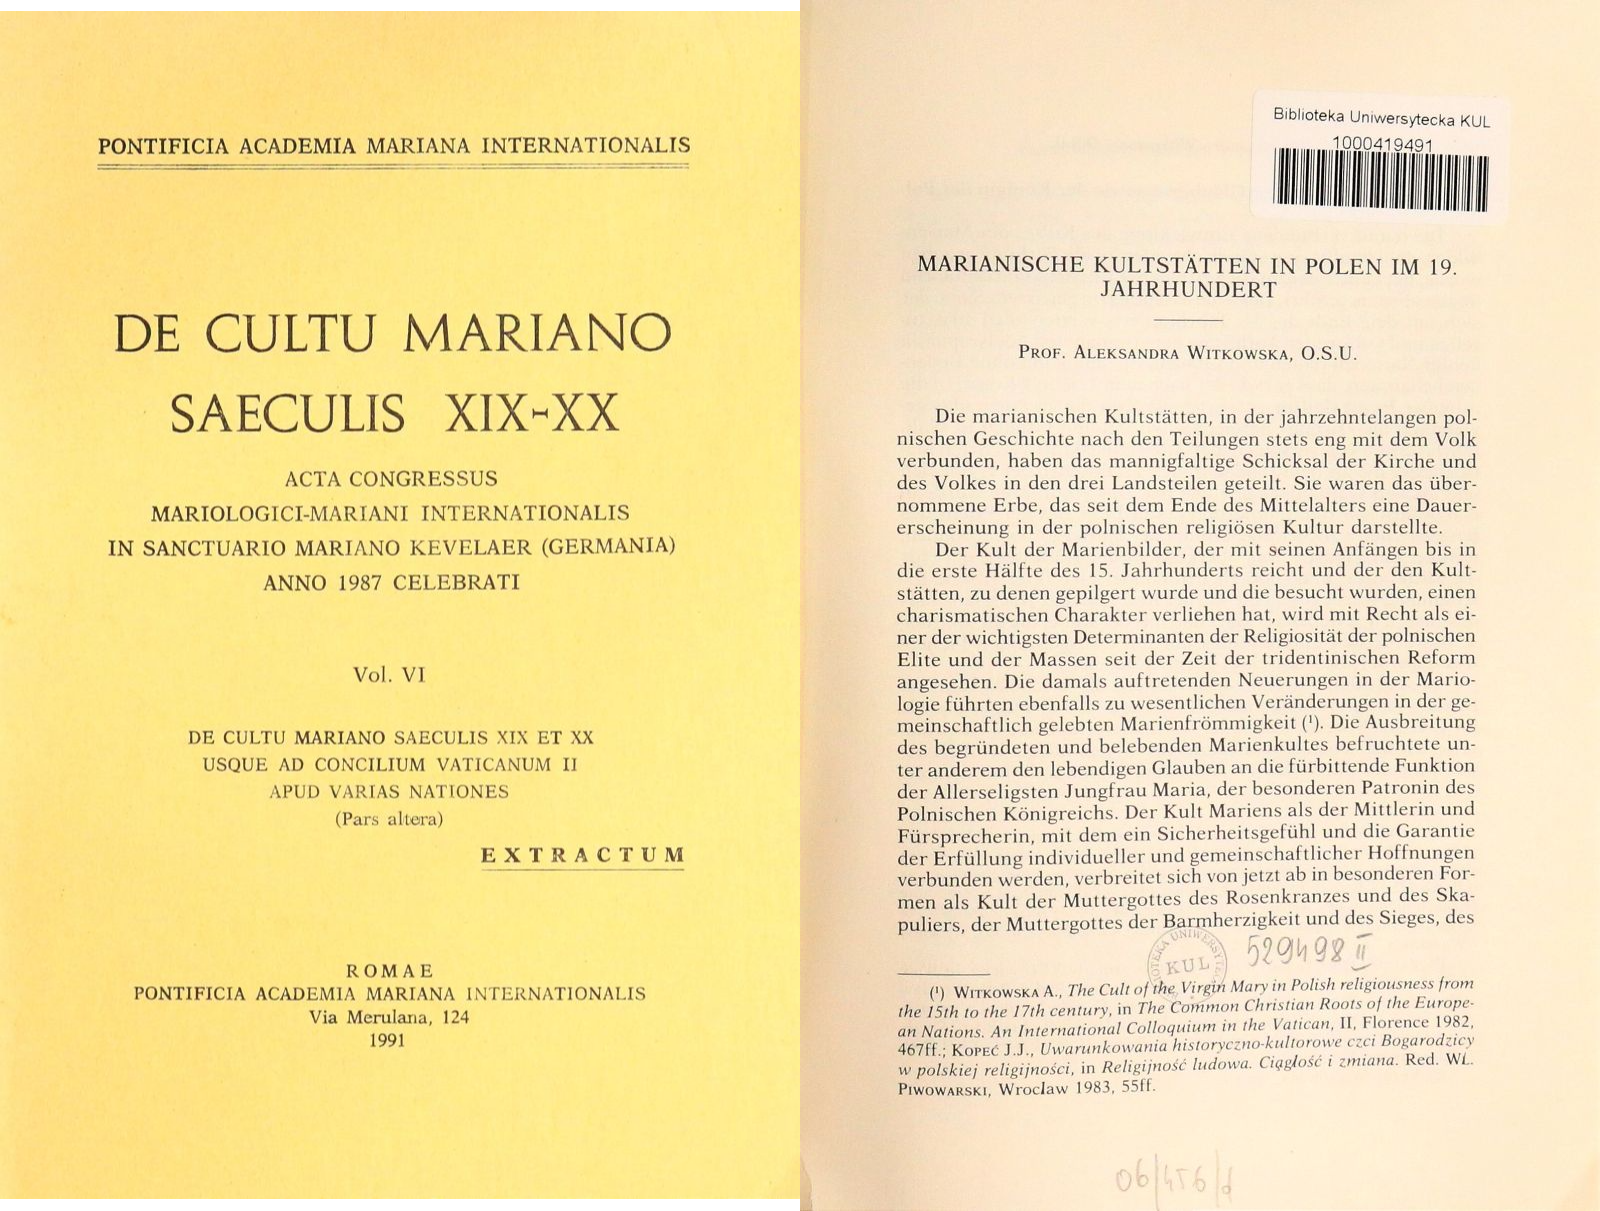 PONTIFICIA ACADEMIA MARIANA INTERNATIONALIS
DE CULTU MARIANO
SAECULIS XIX-XX
ACTA CONGRESSUS
MARIOLOGICI-MARIANI INTERNATIONALIS
IN SANCTUARIO MARIANO KEVELAER (GERMANIA)
ANNO 1987 CELEBRATI
Vol. VI
DE CULTU MARIANO SAECULIS XIX ET XX
USQUE AD CONCILIUM VATICANUM II
APUD VARIAS NATIONES
(Pars altera)
EXTRACTUM
ROMAE
PONTIFICIA ACADEMIA MARIANA INTERNATIONALIS
Via Merulana, 124
1991
Biblioteka Uniwersytecka KUL
1000419491
MARIANISCHE KULTSTÄTTEN IN POLEN IM 19.
JAHRHUNDERT
PROF. ALEKSANDRA WITKOWSKA, O.S.U.
Die marianischen Kultstätten, in der jahrzehntelangen pol-
nischen Geschichte nach den Teilungen stets eng mit dem Volk
verbunden, haben das mannigfaltige Schicksal der Kirche und
des Volkes in den drei Landsteilen geteilt. Sie waren das über-
nommene Erbe, das seit dem Ende des Mittelalters eine Dauer-
erscheinung in der polnischen religiösen Kultur darstellte.
Der Kult der Marienbilder, der mit seinen Anfängen bis in
die erste Hälfte des 15. Jahrhunderts reicht und der den Kult-
stätten, zu denen gepilgert wurde und die besucht wurden, einen
charismatischen Charakter verliehen hat, wird mit Recht als ei-
ner der wichtigsten Determinanten der Religiosität der polnischen
Elite und der Massen seit der Zeit der tridentinischen Reform
angesehen. Die damals auftretenden Neuerungen in der Mario-
logie führten ebenfalls zu wesentlichen Veränderungen in der ge-
meinschaftlich gelebten Marienfrömmigkeit (¹). Die Ausbreitung
des begründeten und belebenden Marienkultes befruchtete un-
ter anderem den lebendigen Glauben an die fürbittende Funktion
der Allerseligsten Jungfrau Maria, der besonderen Patronin des
Polnischen Königreichs. Der Kult Mariens als der Mittlerin und
Fürsprecherin, mit dem ein Sicherheitsgefühl und die Garantie
der Erfüllung individueller und gemeinschaftlicher Hoffnungen
verbunden werden, verbreitet sich von jetzt ab in besonderen For-
men als Kult der Muttergottes des Rosenkranzes und des Ska-
puliers, der Muttergottes der Barmherzigkeit und des Sieges, des
KUL
529498 II
(¹) WITKOWSKA A., The Cult of the Virgin Mary in Polish religiousness from
the 15th to the 17th century, in The Common Christian Roots of the Europe-
an Nations. An International Colloquium in the Vatican, II, Florence 1982,
467ff.; KOPEĆ J.J., Uwarunkowania historyczno-kultorowe czci Bogarodzicy
w polskiej religijności, in Religijność ludowa. Ciągłość i zmiana. Red. WŁ.
PIWOWARSKI, Wroclaw 1983, 55ff.